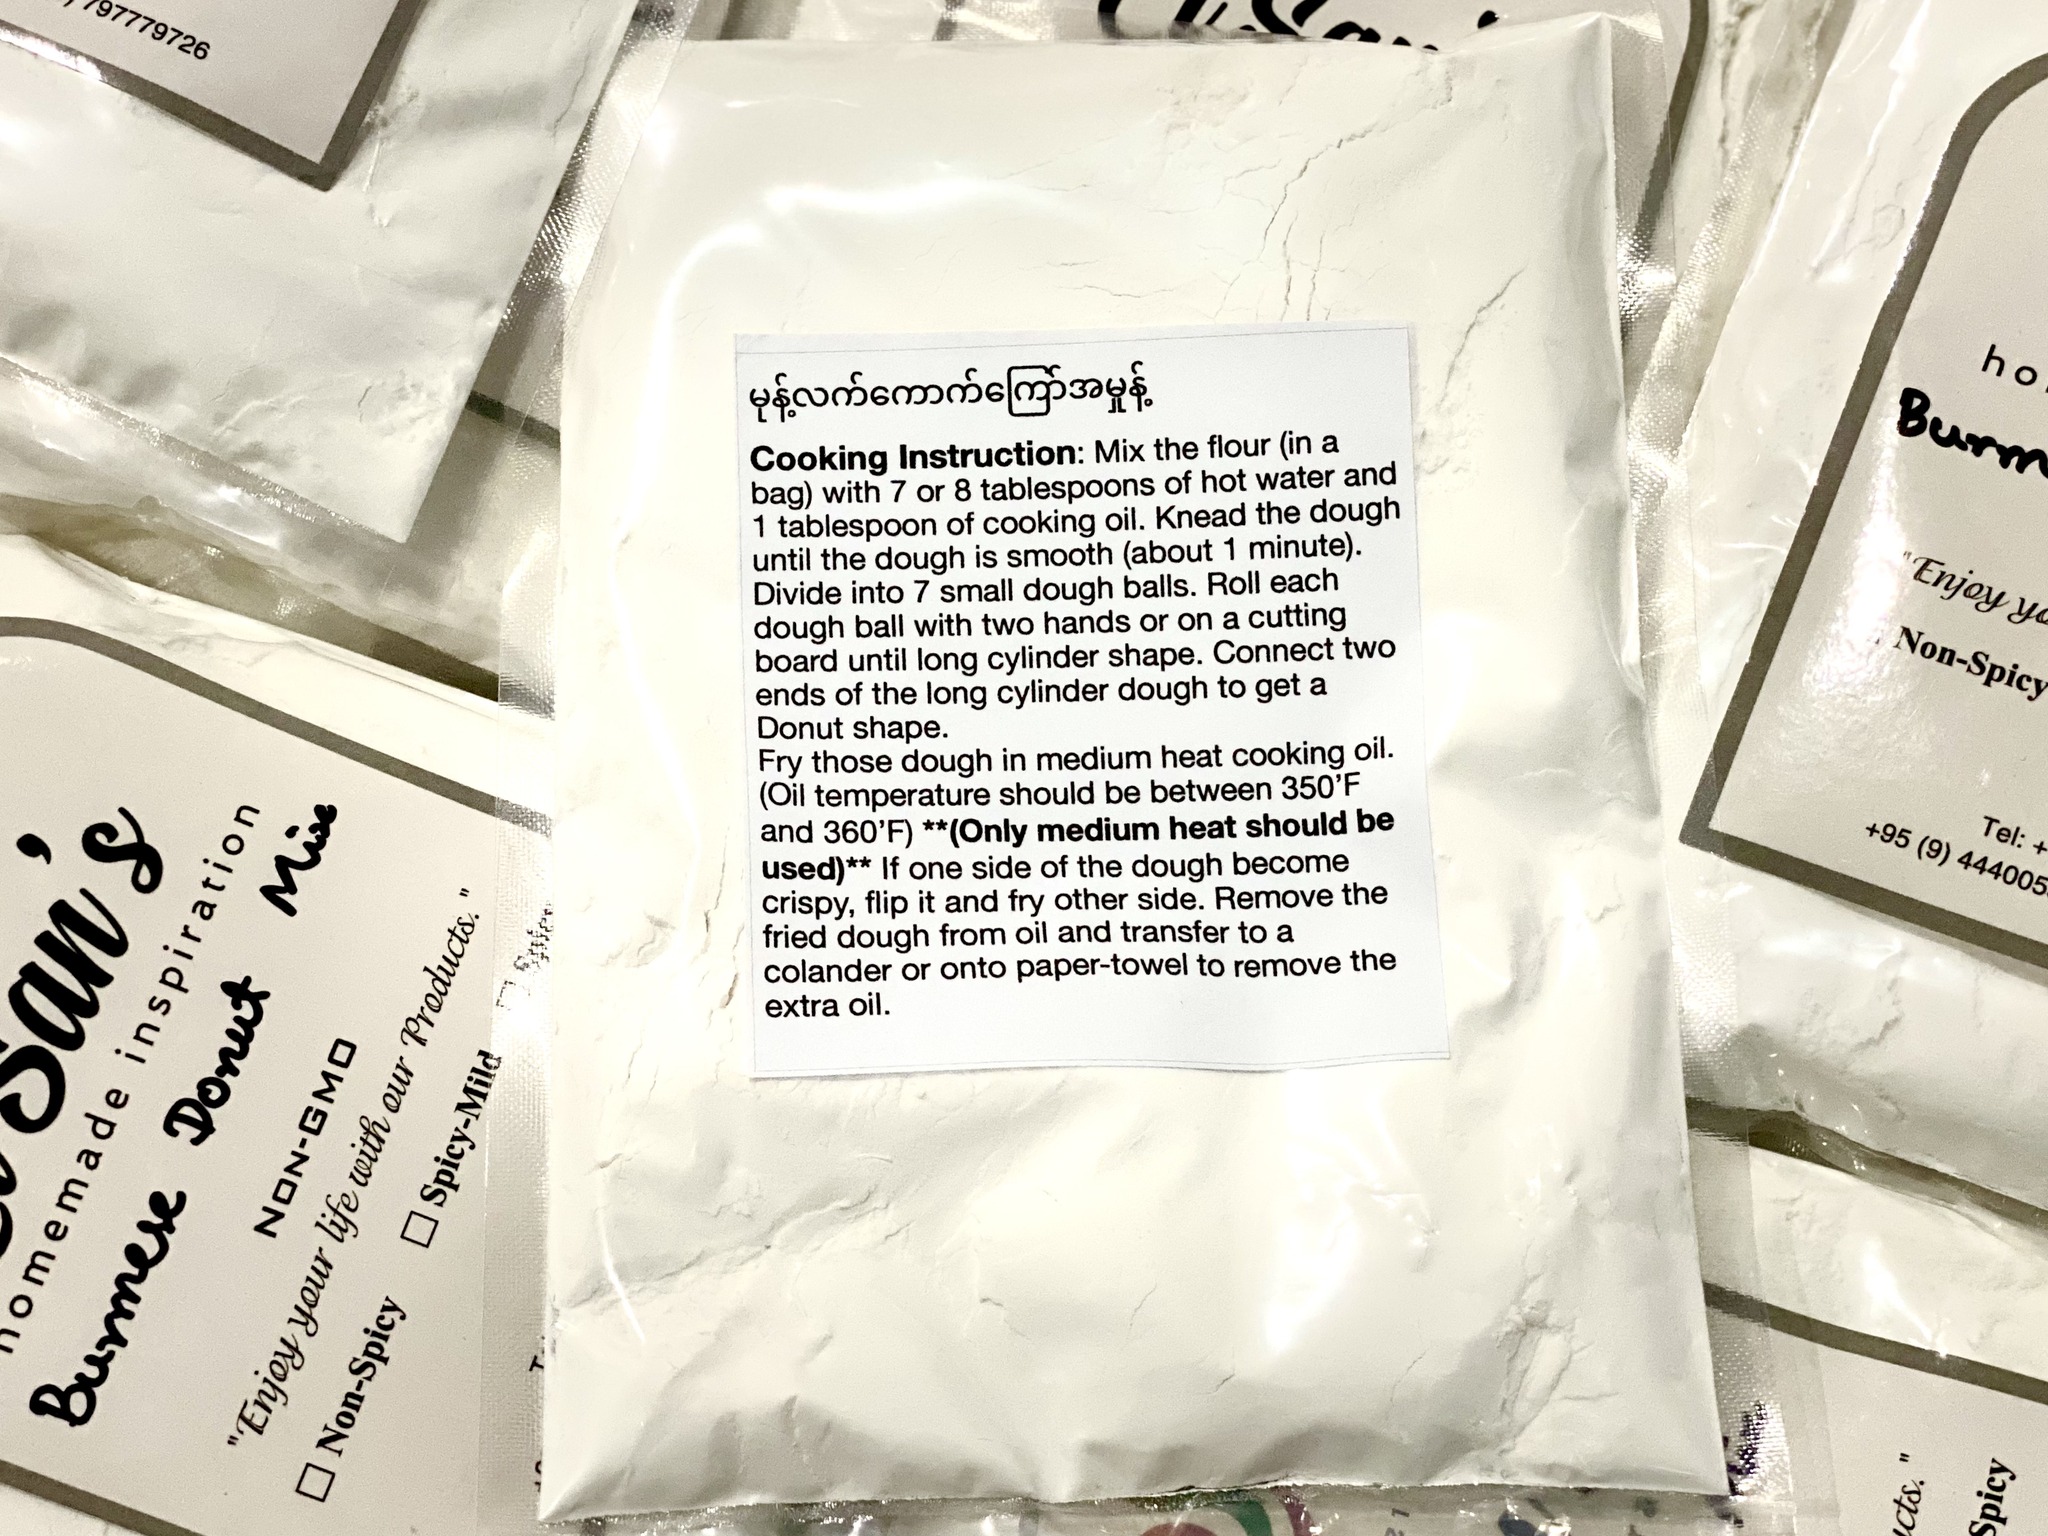 797779726
မုန့်လက်ကောက်ကြော်အမှုန့်
Cooking Instruction: Mix the flour (in a
bag) with 7 or 8 tablespoons of hot water and
1 tablespoon of cooking oil. Knead the dough
until the dough is smooth (about 1 minute).
Divide into 7 small dough balls. Roll each
dough ball with two hands or on a cutting
board until long cylinder shape. Connect two
ends of the long cylinder dough to get a
Donut shape.
Fry those dough in medium heat cooking oil.
(Oil temperature should be between 350'F
and 360'F) **(Only medium heat should be
used)** If one side of the dough become
crispy, flip it and fry other side. Remove the
fried dough from oil and transfer to a
colander or onto paper-towel to remove the
extra oil.
San's
homemade inspiration
Burmese Donut Mix
NON-GMO
"Enjoy your life with our Products."
Non-Spicy
Spicy-Mild
"Enjoy
Non-Spicy
Tel: +
+95 (9) 444005
Spicy